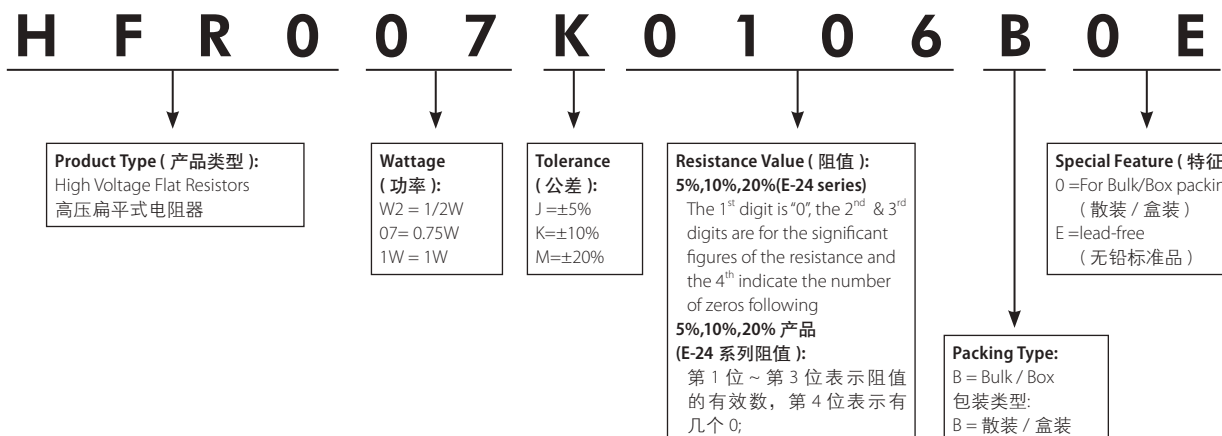 H F R 0 0 7 K 0 1 0 6 B 0 E
Product Type ( 产品类型 ):
High Voltage Flat Resistors
高压扁平式电阻器
Wattage
( 功率 ):
W2 = 1/2W
07= 0.75W
1W = 1W
Tolerance
( 公差 ):
J =±5%
K=±10%
M=±20%
Resistance Value ( 阻值 ):
5%,10%,20%(E-24 series)
The 1st digit is "0", the 2nd & 3rd
digits are for the significant
figures of the resistance and
the 4th indicate the number
of zeros following
5%,10%,20% 产品
(E-24 系列阻值 ):
第 1 位 ~ 第 3 位表示阻值
的有效数，第 4 位表示有
几个 0;
Packing Type:
B = Bulk / Box
包装类型:
B = 散装 / 盒装
Special Feature ( 特征
0 =For Bulk/Box packin
( 散装 / 盒装 )
E =lead-free
( 无铅标准品 )